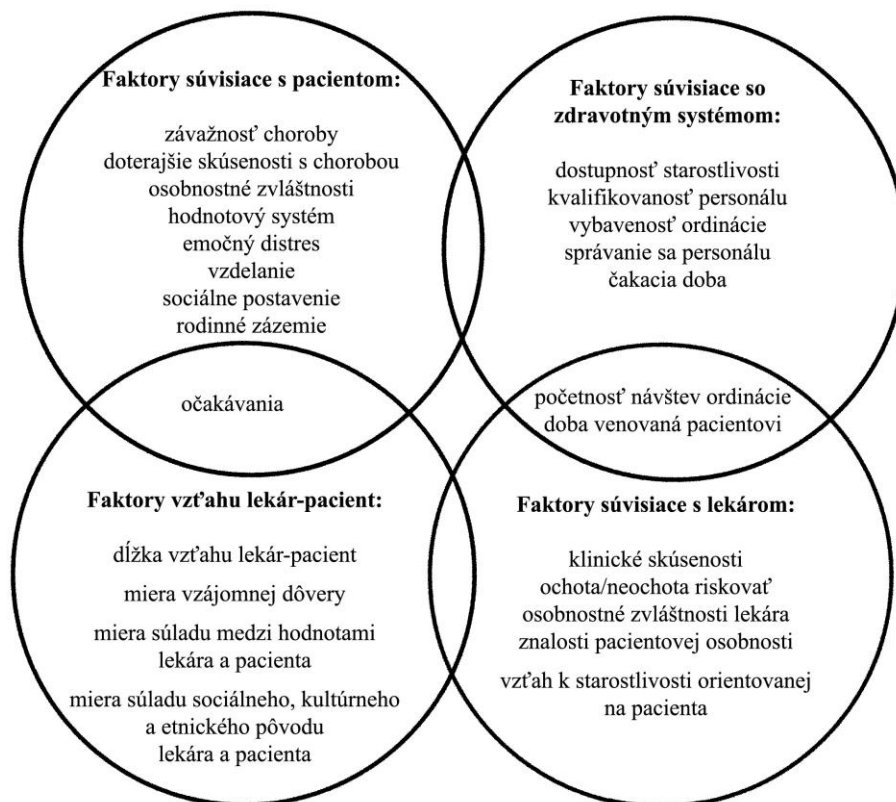 Faktory súvisiace s pacientom:
závažnosť choroby
doterajšie skúsenosti s chorobou
osobnostné zvláštnosti
hodnotový systém
emočný distres
vzdelanie
sociálne postavenie
rodinné zázemie
Faktory súvisiace so
zdravotným systémom:
dostupnosť starostlivosti
kvalifikovanosť personálu
vybavenosť ordinácie
správanie sa personálu
čakacia doba
očakávania
početnosť návštev ordinácie
doba venovaná pacientovi
Faktory vzťahu lekár-pacient:
dĺžka vzťahu lekár-pacient
miera vzájomnej dôvery
miera súladu medzi hodnotami
lekára a pacienta
miera súladu sociálneho, kultúrneho
a etnického pôvodu
lekára a pacienta
Faktory súvisiace s lekárom:
klinické skúsenosti
ochota/neochota riskovať
osobnostné zvláštnosti lekára
znalosti pacientovej osobnosti
vzťah k starostlivosti orientovanej
na pacienta